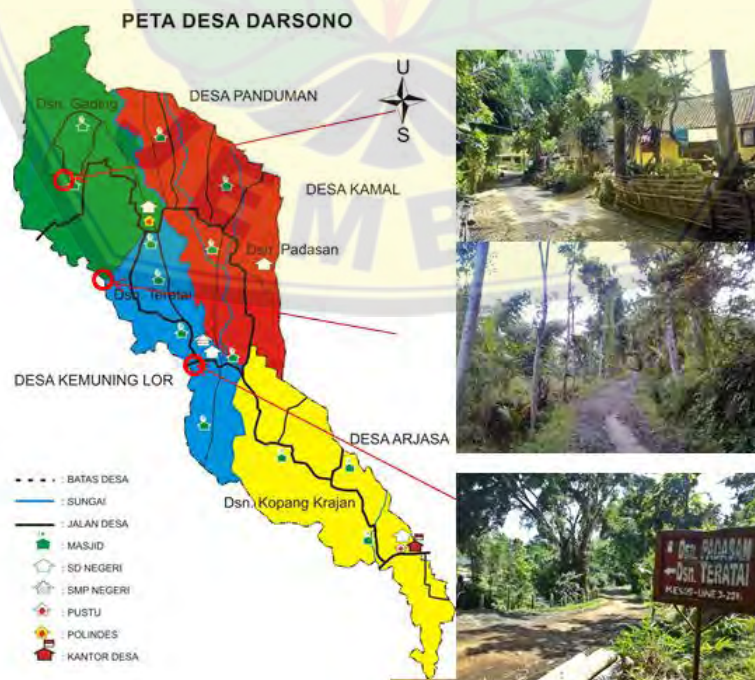 PETA DESA DARSONO
U
S
DESA PANDUMAN
DESA KAMAL
Dsn. Gading
Dsn. Padasan
Dsn. Teratai
DESA KEMUNING LOR
DESA ARJASA
Dsn. Kopang Krajan
: BATAS DESA
: SUNGAI
: JALAN DESA
: MASJID
: SD NEGERI
: SMP NEGERI
: PUSTU
: POLINDES
: KANTOR DESA
Dsn. PADASAM
Dsn. TERATAI